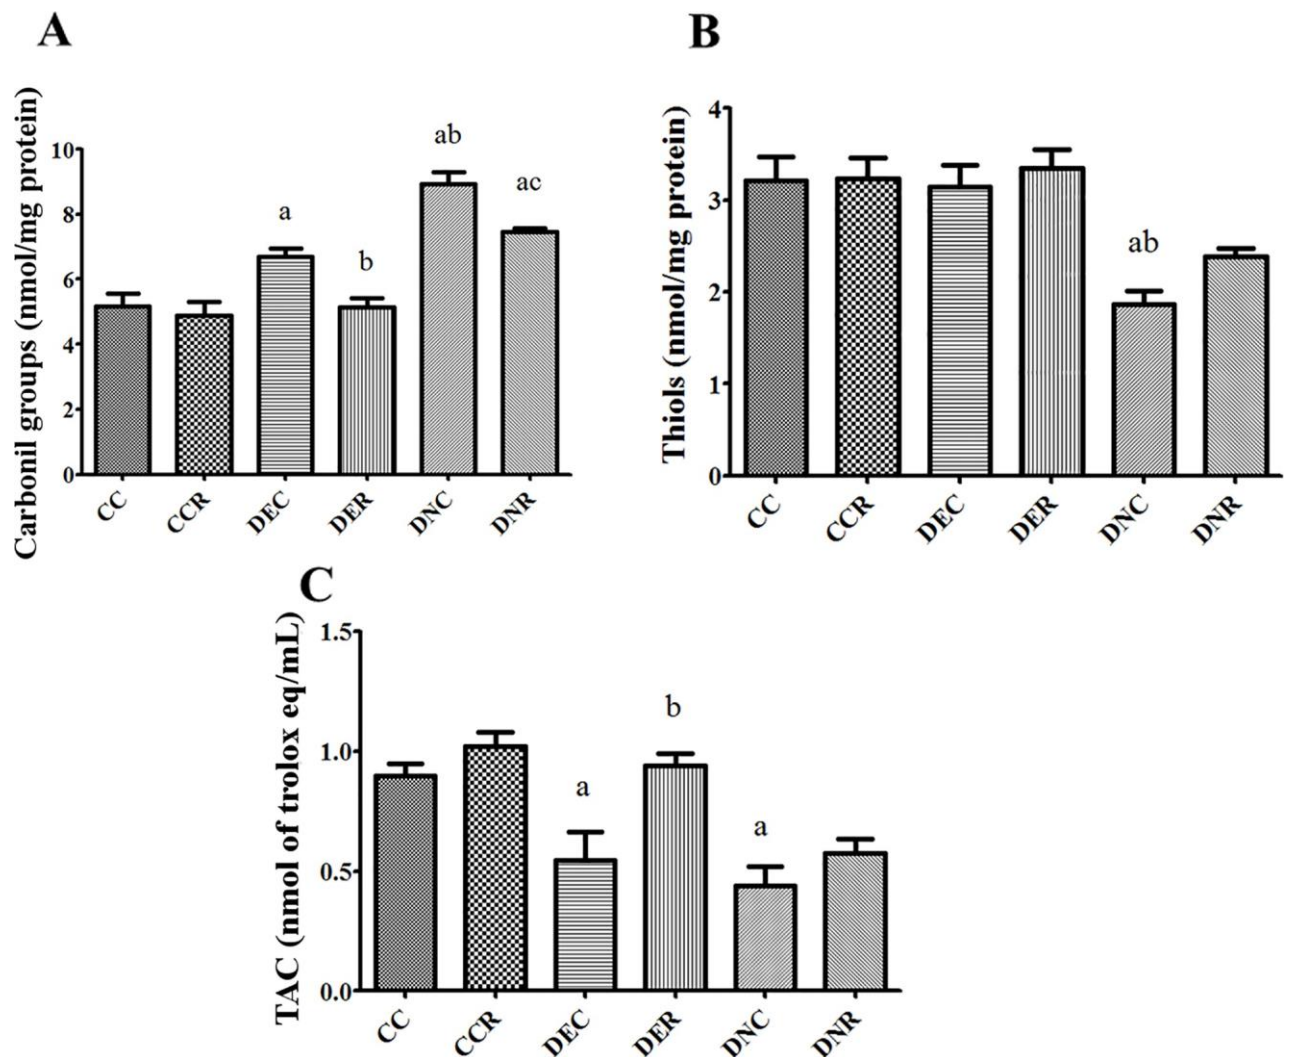 A
Carbonil groups (nmol/mg protein)
10
8
6
4
2
0
a
b
ab
ac
CC
CCR
DEC
DER
DNC
DNR
B
Thiols (nmol/mg protein)
4
3
2
1
0
ab
CC
CCR
DEC
DER
DNC
DNR
C
TAC (nmol of trolox eq/mL)
1.5
1.0
0.5
0.0
a
b
a
CC
CCR
DEC
DER
DNC
DNR